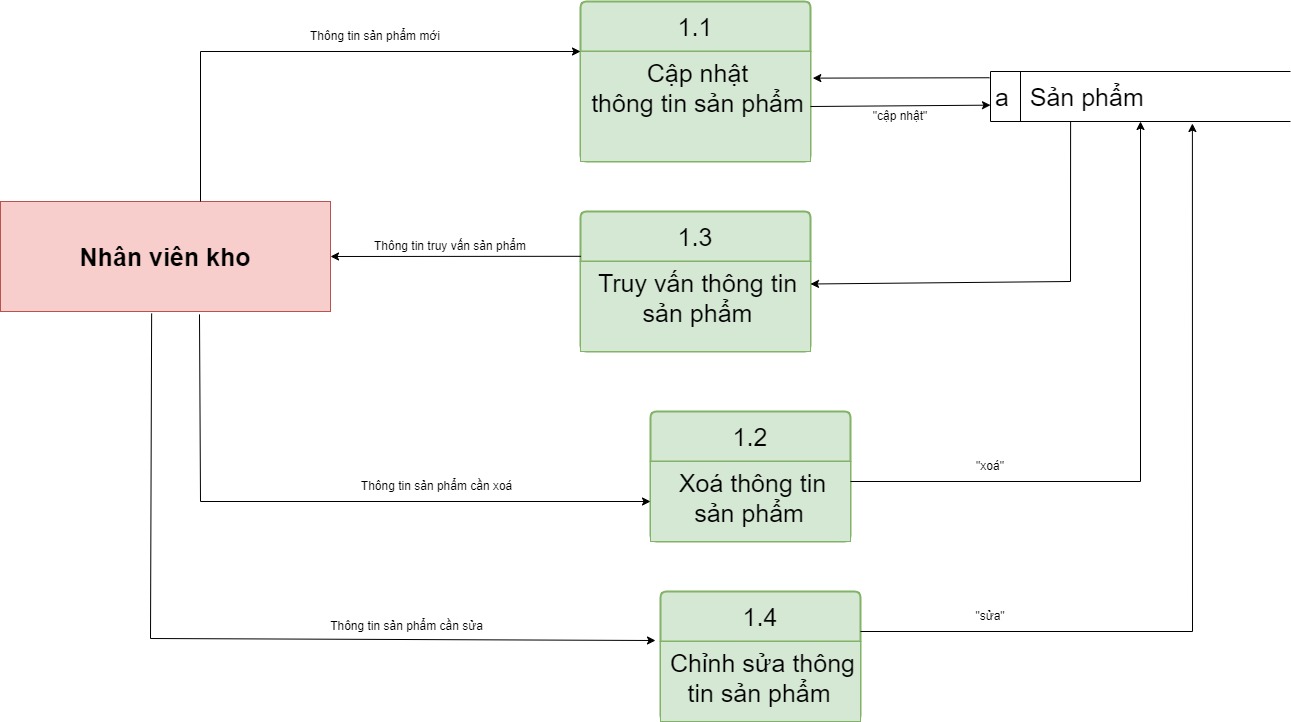 Thông tin sản phẩm mới
1.1
Cập nhật
thông tin sản phẩm
"cập nhật"
a
Sản phẩm
Nhân viên kho
Thông tin truy vấn sản phẩm
1.3
Truy vấn thông tin
sản phẩm
1.2
Xoá thông tin
sản phẩm
"xoá"
Thông tin sản phẩm cần xoá
1.4
Chỉnh sửa thông
tin sản phẩm
"sửa"
Thông tin sản phẩm cần sửa